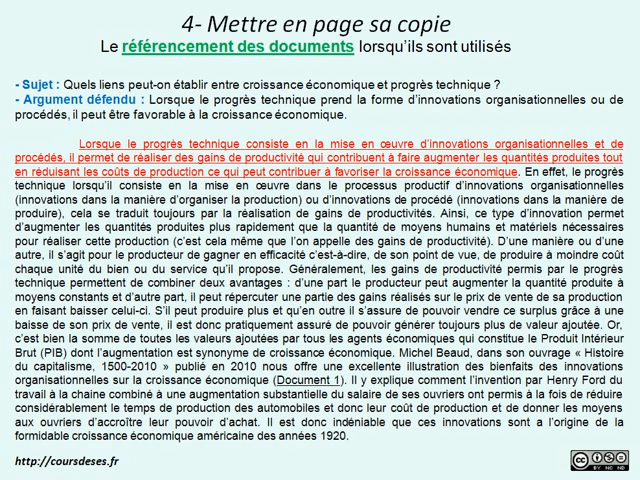 4- Mettre en page sa copie
Le référencement des documents lorsqu'ils sont utilisés
- Sujet : Quels liens peut-on établir entre croissance économique et progrès technique ?
- Argument défendu : Lorsque le progrès technique prend la forme d'innovations organisationnelles ou de
procédés, il peut être favorable à la croissance économique.
Lorsque le progrès technique consiste en la mise en œuvre d'innovations organisationnelles et de
procédés, il permet de réaliser des gains de productivité qui contribuent à faire augmenter les quantités produites tout
en réduisant les coûts de production ce qui peut contribuer à favoriser la croissance économique. En effet, le progrès
technique lorsqu'il consiste en la mise en œuvre dans le processus productif d'innovations organisationnelles
(innovations dans la manière d'organiser la production) ou d'innovations de procédé (innovations dans la manière de
produire), cela se traduit toujours par la réalisation de gains de productivités. Ainsi, ce type d'innovation permet
d'augmenter les quantités produites plus rapidement que la quantité de moyens humains et matériels nécessaires
pour réaliser cette production (c'est cela même que l'on appelle des gains de productivité). D'une manière ou d'une
autre, il s'agit pour le producteur de gagner en efficacité c'est-à-dire, de son point de vue, de produire à moindre coût
chaque unité du bien ou du service qu'il propose. Généralement, les gains de productivité permis par le progrès
technique permettent de combiner deux avantages : d'une part le producteur peut augmenter la quantité produite à
moyens constants et d'autre part, il peut répercuter une partie des gains réalisés sur le prix de vente de sa production
en faisant baisser celui-ci. S'il peut produire plus et qu'en outre il s'assure de pouvoir vendre ce surplus grâce à une
baisse de son prix de vente, il est donc pratiquement assuré de pouvoir générer toujours plus de valeur ajoutée. Or,
c'est bien la somme de toutes les valeurs ajoutées par tous les agents économiques qui constitue le Produit Intérieur
Brut (PIB) dont l'augmentation est synonyme de croissance économique. Michel Beaud, dans son ouvrage « Histoire
du capitalisme, 1500-2010 » publié en 2010 nous offre une excellente illustration des bienfaits des innovations
organisationnelles sur la croissance économique (Document 1). Il y explique comment l'invention par Henry Ford du
travail à la chaine combiné à une augmentation substantielle du salaire de ses ouvriers ont permis à la fois de réduire
considérablement le temps de production des automobiles et donc leur coût de production et de donner les moyens
aux ouvriers d'accroître leur pouvoir d'achat. Il est donc indéniable que ces innovations sont a l'origine de la
formidable croissance économique américaine des années 1920.
http://coursdeses.fr
cc
BY NC ND